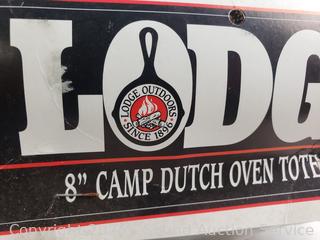 LODG
LODGE OUTDOORS
SINCE 1896
8" CAMP DUTCH OVEN TOTE
Copyright
Auction Service